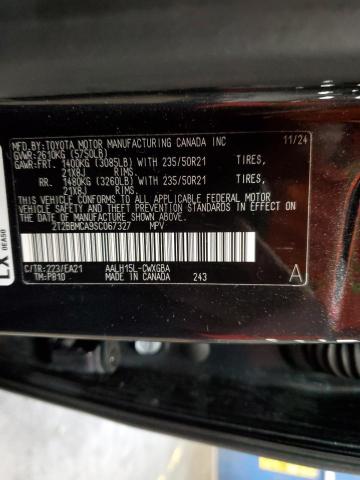 MFD.BY:TOYOTA MOTOR MANUFACTURING CANADA INC 11/24
GVWR:2610KG (5750LB)
GAWR:FRT. 1400KG (3085LB) WITH 235/50R21 TIRES,
21X8J RIMS,
RR. 1480KG (3260LB) WITH 235/50R21 TIRES,
21X8J RIMS.
THIS VEHICLE CONFORMS TO ALL APPLICABLE FEDERAL MOTOR VEHICLE
SAFETY STANDARDS IN EFFECT ON THE DATE OF
MANUFACTURE SHOWN ABOVE.
2T2BBMCA9SC067327 MPV
C/TR:223/EA21 AALH15L-CWXGBA A
TM:PB10 MADE IN CANADA 243
LX
0EA50